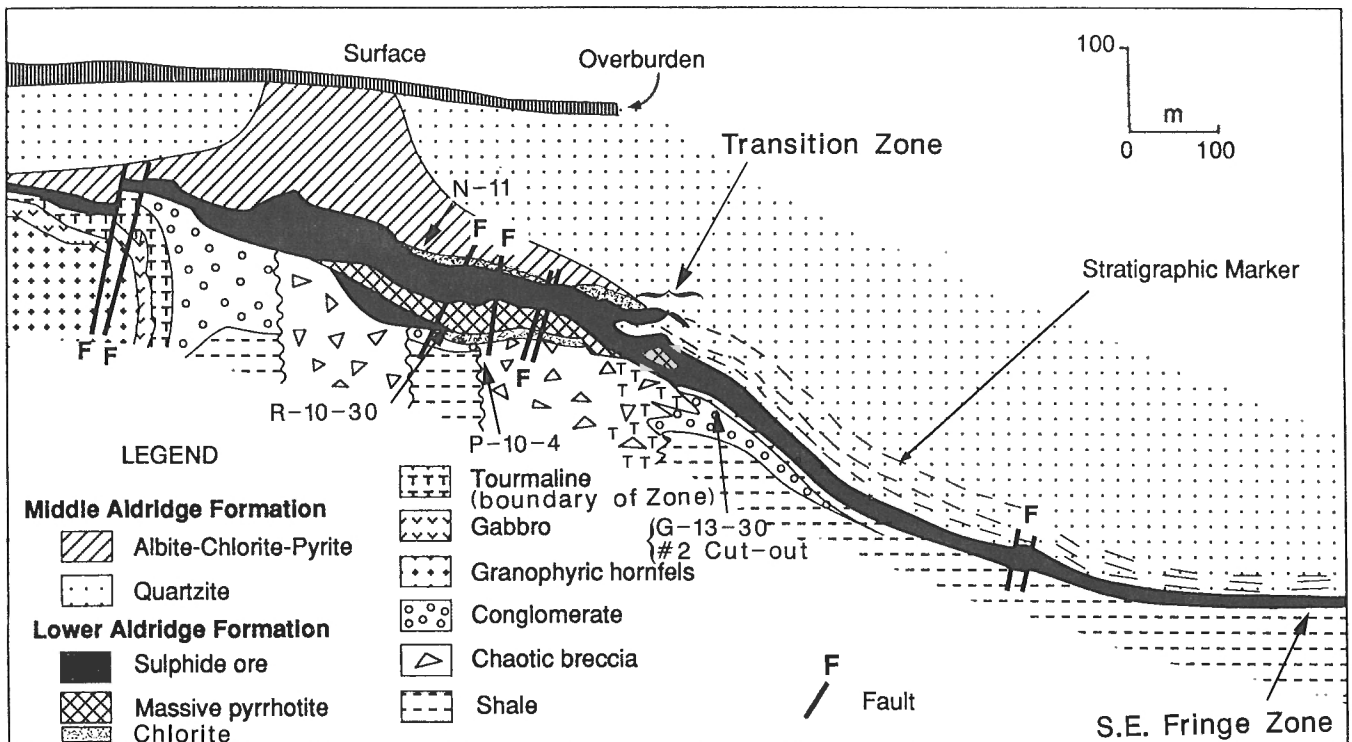 Surface
Overburden
100
m
0 100
Transition Zone
N-11
F
F
Stratigraphic Marker
F F
F
R-10-30
P-10-4
G-13-30
#2 Cut-out
F
LEGEND
Middle Aldridge Formation
Albite-Chlorite-Pyrite
Quartzite
Lower Aldridge Formation
Sulphide ore
Massive pyrrhotite
Chlorite
Tourmaline
(boundary of Zone)
Gabbro
Granophyric hornfels
Conglomerate
Chaotic breccia
Shale
F
Fault
S.E. Fringe Zone